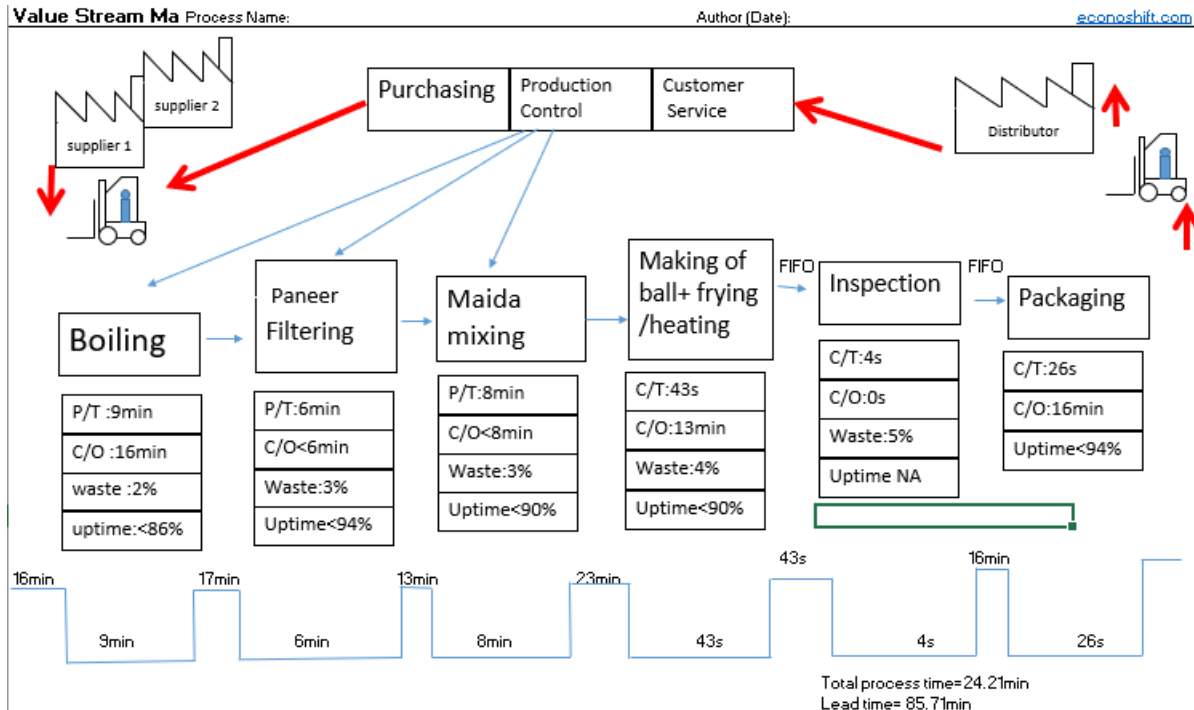 Value Stream Ma Process Name:
Author (Date):
econoshift.com
supplier 2
supplier 1
Purchasing
Production
Control
Customer
Service
Distributor
Boiling
P/T :9min
C/O :16min
waste :2%
uptime:<86%
Paneer
Filtering
P/T:6min
C/O<6min
Waste:3%
Uptime<94%
Maida
mixing
P/T:8min
C/O<8min
Waste:3%
Uptime<90%
Making of
ball+ frying
/heating
C/T:43s
C/O:13min
Waste:4%
Uptime<90%
FIFO
Inspection
C/T:4s
C/O:0s
Waste:5%
Uptime NA
FIFO
Packaging
C/T:26s
C/O:16min
Uptime<94%
16min
9min
17min
6min
13min
8min
23min
43s
43s
4s
16min
26s
Total process time=24.21min
Lead time= 85.71min